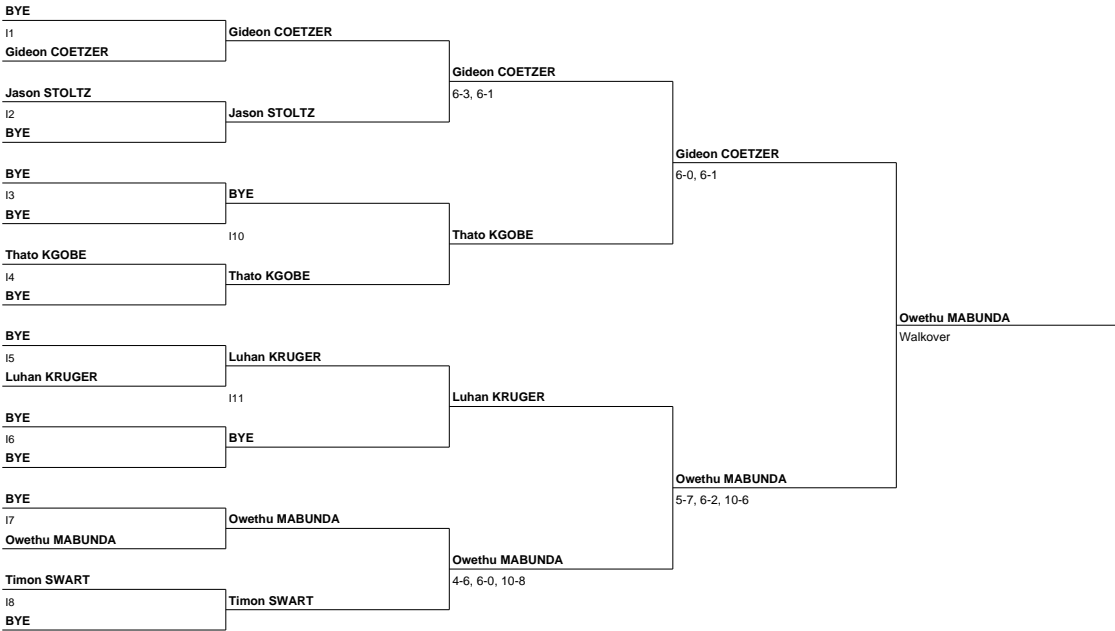 BYE
I1
Gideon COETZER
Jason STOLTZ
I2
BYE
BYE
I3
BYE
Thato KGOBE
I4
BYE
BYE
I5
Luhan KRUGER
BYE
I6
BYE
BYE
I7
Owethu MABUNDA
Timon SWART
I8
BYE
Gideon COETZER
Jason STOLTZ
BYE
I10
Thato KGOBE
Luhan KRUGER
I11
BYE
Owethu MABUNDA
Timon SWART
Gideon COETZER
6-3, 6-1
Thato KGOBE
Luhan KRUGER
Owethu MABUNDA
4-6, 6-0, 10-8
Gideon COETZER
6-0, 6-1
Owethu MABUNDA
5-7, 6-2, 10-6
Owethu MABUNDA
Walkover